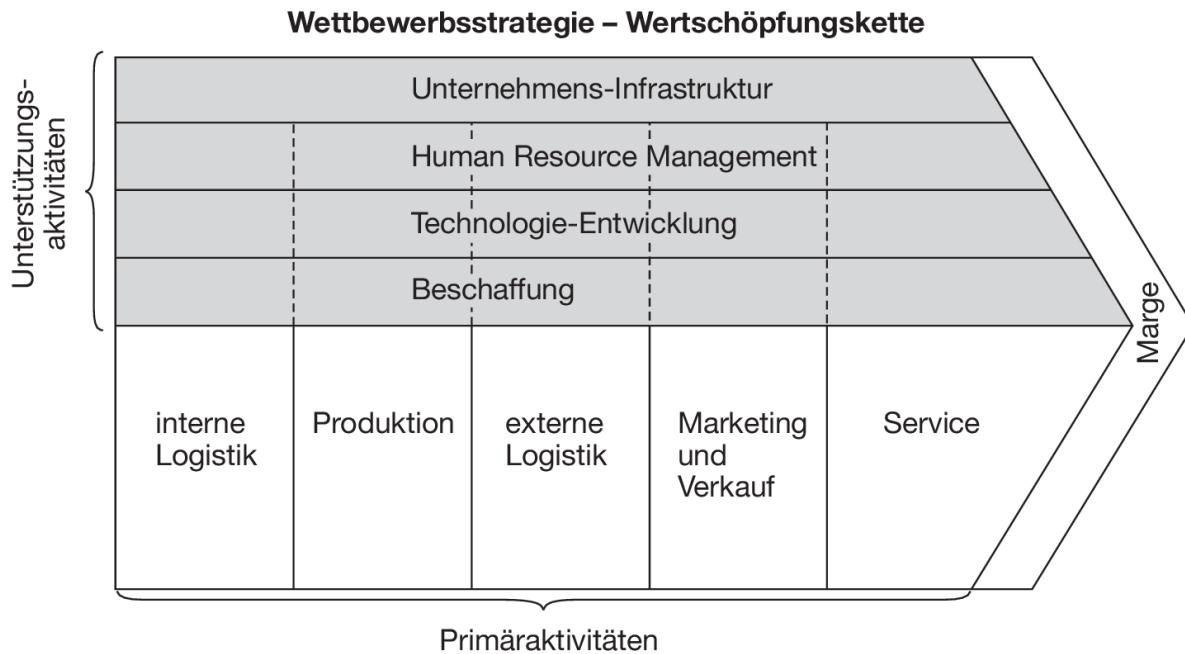 Wettbewerbsstrategie – Wertschöpfungskette
Unterstützungs-
aktivitäten
Unternehmens-Infrastruktur
Human Resource Management
Technologie-Entwicklung
Beschaffung
Marge
interne
Logistik
Produktion
externe
Logistik
Marketing
und
Verkauf
Service
Primäraktivitäten